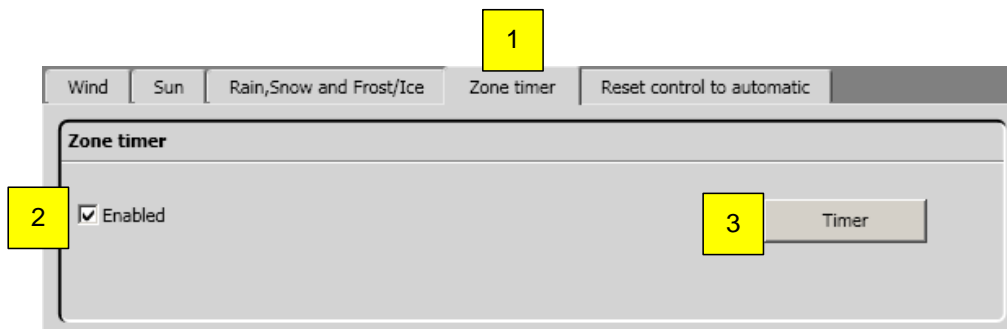 1
Wind Sun Rain,Snow and Frost/Ice Zone timer Reset control to automatic
Zone timer
2 Enabled 3 Timer